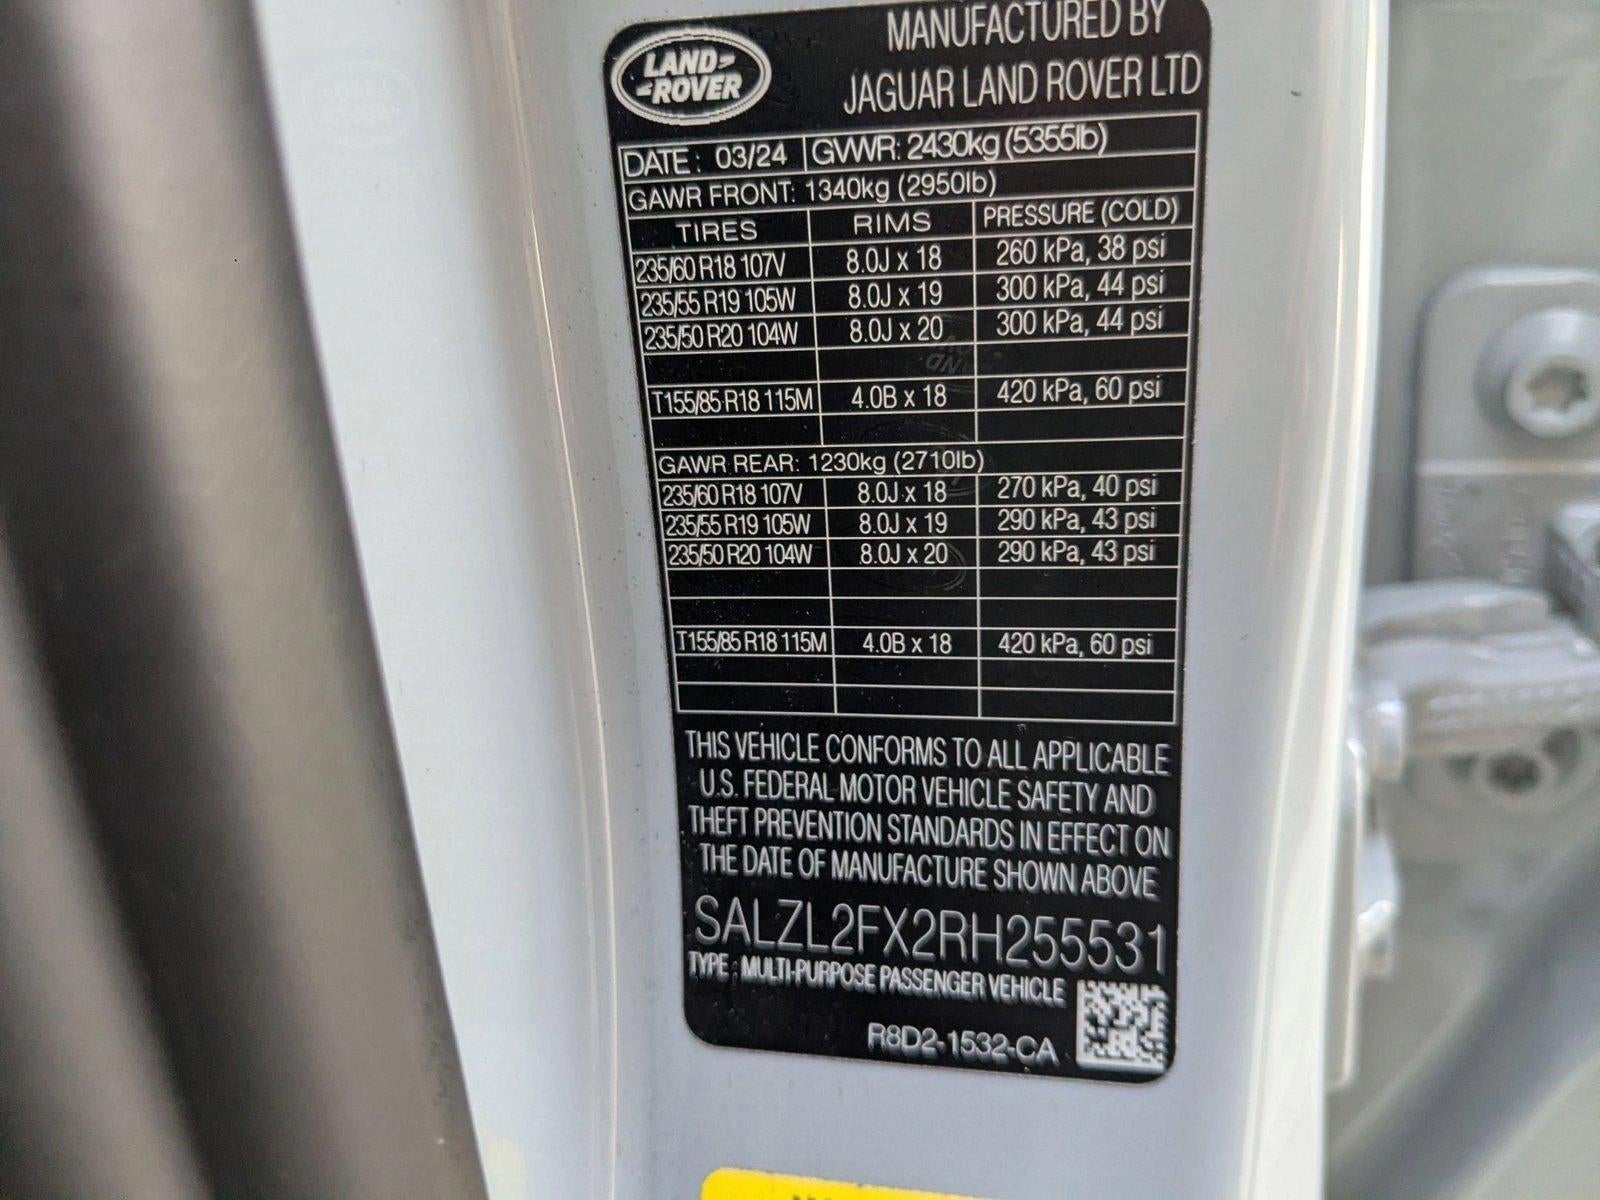 LAND
ROVER
MANUFACTURED BY
JAGUAR LAND ROVER LTD
DATE: 03/24 GVWR: 2430kg (5355lb)
GAWR FRONT: 1340kg (2950lb)
TIRES RIMS PRESSURE (COLD)
235/60 R18 107V 8.0J x 18 260 kPa, 38 psi
235/55 R19 105W 8.0J x 19 300 kPa, 44 psi
235/50 R20 104W 8.0J x 20 300 kPa, 44 psi
T155/85 R18 115M 4.0B x 18 420 kPa, 60 psi
GAWR REAR: 1230kg (2710lb)
235/60 R18 107V 8.0J x 18 270 kPa, 40 psi
235/55 R19 105W 8.0J x 19 290 kPa, 43 psi
235/50 R20 104W 8.0J x 20 290 kPa, 43 psi
T155/85 R18 115M 4.0B x 18 420 kPa, 60 psi
THIS VEHICLE CONFORMS TO ALL APPLICABLE
U.S. FEDERAL MOTOR VEHICLE SAFETY AND
THEFT PREVENTION STANDARDS IN EFFECT ON
THE DATE OF MANUFACTURE SHOWN ABOVE
SALZL2FX2RH255531
TYPE : MULTI-PURPOSE PASSENGER VEHICLE
R8D2-1532-CA